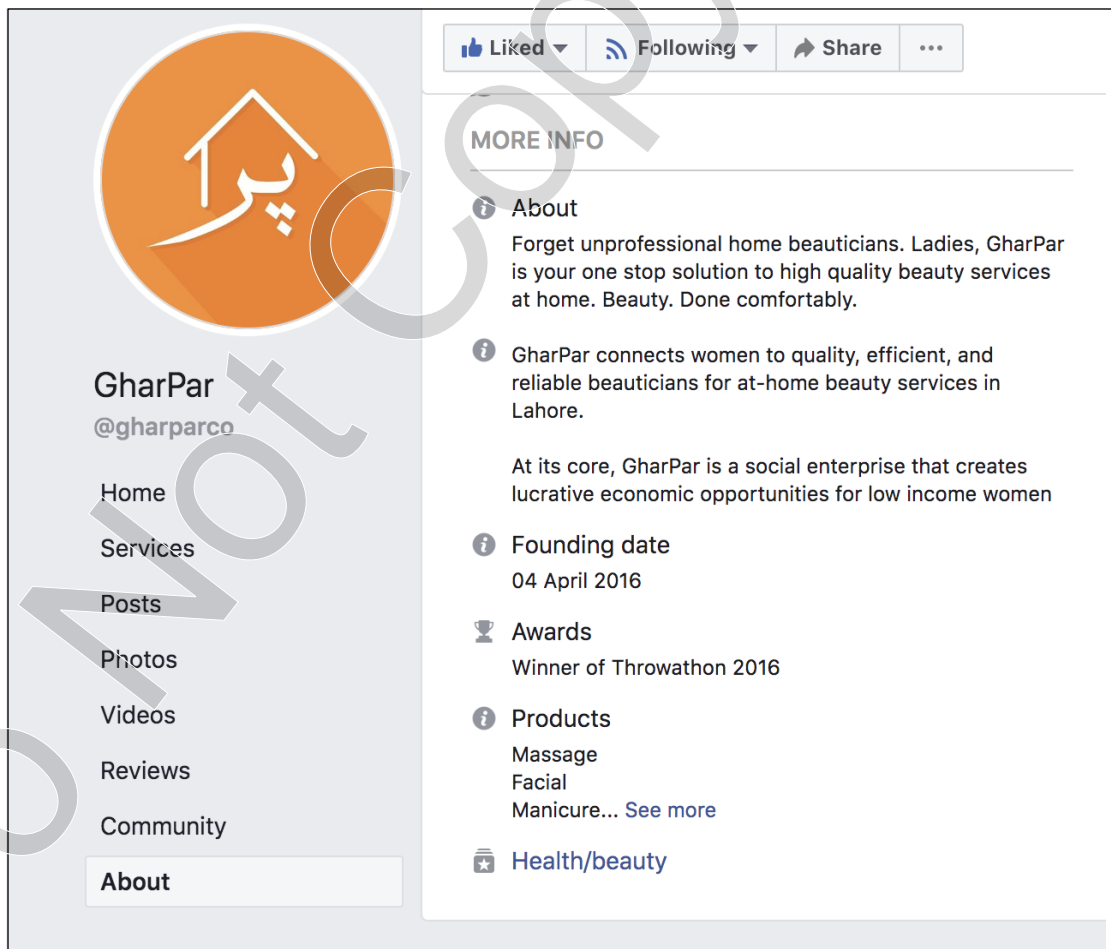 پر
GharPar
@gharparco
Home
Services
Posts
Photos
Videos
Reviews
Community
About
Liked
Following
Share
...
MORE INFO
About
Forget unprofessional home beauticians. Ladies, GharPar
is your one stop solution to high quality beauty services
at home. Beauty. Done comfortably.
GharPar connects women to quality, efficient, and
reliable beauticians for at-home beauty services in
Lahore.
At its core, GharPar is a social enterprise that creates
lucrative economic opportunities for low income women
Founding date
04 April 2016
Awards
Winner of Throwathon 2016
Products
Massage
Facial
Manicure... See more
Health/beauty
o Not Cop